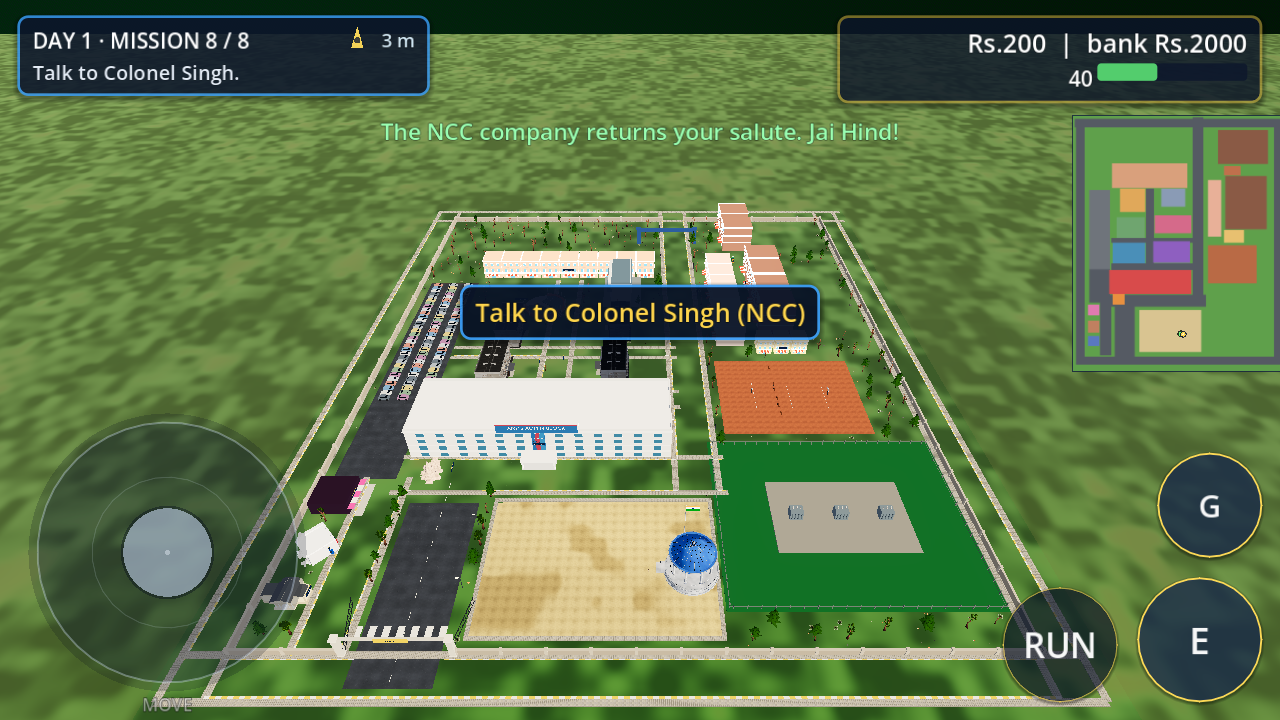 DAY 1 · MISSION 8 / 8
3 m
Talk to Colonel Singh.
Rs.200 | bank Rs.2000
40
The NCC company returns your salute. Jai Hind!
Talk to Colonel Singh (NCC)
G
E
RUN
MOVE